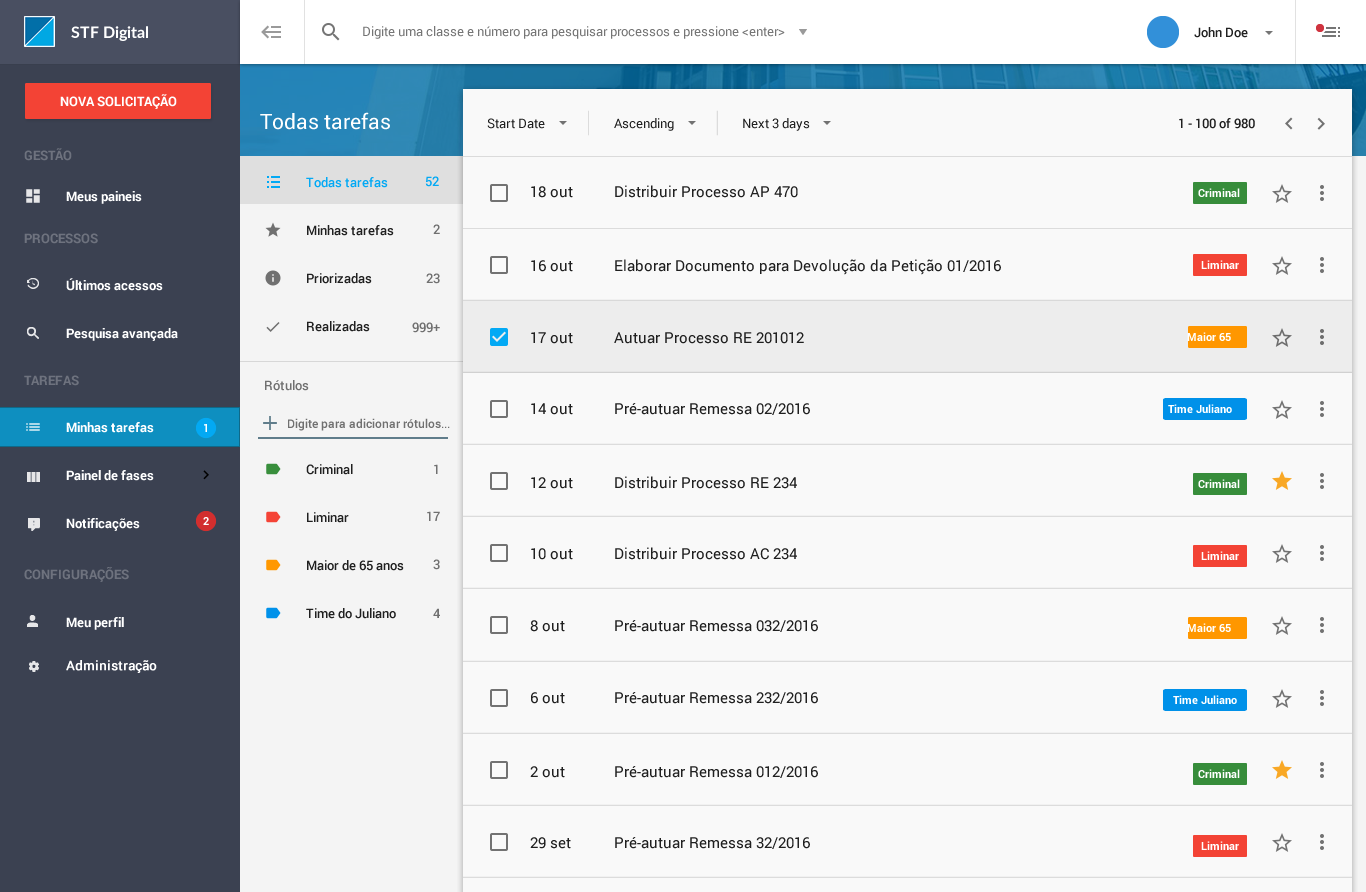 STF Digital
Digite uma classe e número para pesquisar processos e pressione <enter>
John Doe
NOVA SOLICITAÇÃO
GESTÃO
Meus paineis
PROCESSOS
Últimos acessos
Pesquisa avançada
TAREFAS
Minhas tarefas 1
Painel de fases
Notificações 2
CONFIGURAÇÕES
Meu perfil
Administração
Todas tarefas
Todas tarefas 52
Minhas tarefas 2
Priorizadas 23
Realizadas 999+
Rótulos
Digite para adicionar rótulos...
Criminal 1
Liminar 17
Maior de 65 anos 3
Time do Juliano 4
Start Date Ascending Next 3 days 1 - 100 of 980
18 out Distribuir Processo AP 470 Criminal
16 out Elaborar Documento para Devolução da Petição 01/2016 Liminar
17 out Autuar Processo RE 201012 Maior 65
14 out Pré-autuar Remessa 02/2016 Time Juliano
12 out Distribuir Processo RE 234 Criminal
10 out Distribuir Processo AC 234 Liminar
8 out Pré-autuar Remessa 032/2016 Maior 65
6 out Pré-autuar Remessa 232/2016 Time Juliano
2 out Pré-autuar Remessa 012/2016 Criminal
29 set Pré-autuar Remessa 32/2016 Liminar